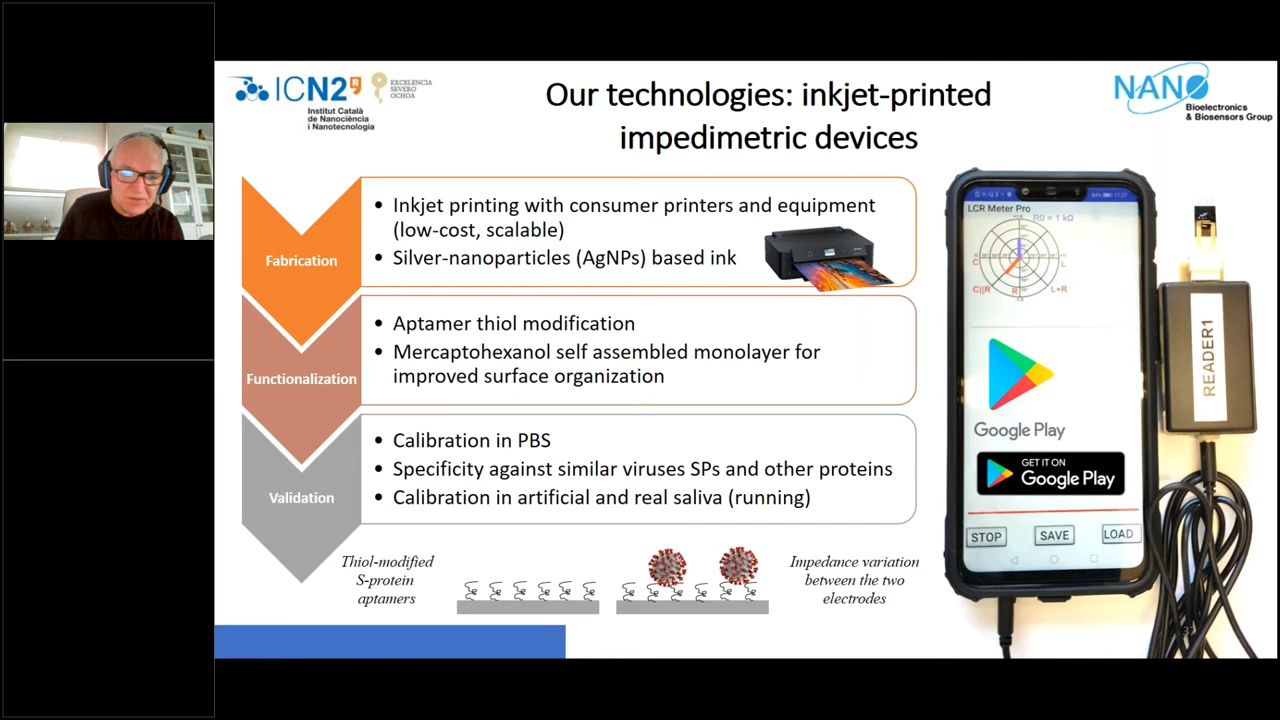 ICN2
Institut Català
de Nanociència
i Nanotecnologia
EXCELENCIA
SEVERO
OCHOA
Our technologies: inkjet-printed
impedimetric devices
NANO
Bioelectronics
& Biosensors Group
Fabrication
• Inkjet printing with consumer printers and equipment
(low-cost, scalable)
• Silver-nanoparticles (AgNPs) based ink
Functionalization
• Aptamer thiol modification
• Mercaptohexanol self assembled monolayer for
improved surface organization
Validation
• Calibration in PBS
• Specificity against similar viruses SPs and other proteins
• Calibration in artificial and real saliva (running)
Thiol-modified
S-protein
aptamers
Impedance variation
between the two
electrodes
LCR Meter Pro
R0 = 1 kΩ
C
L
C||R
R
L+R
Google Play
GET IT ON
Google Play
STOP
SAVE
LOAD
READER1
37